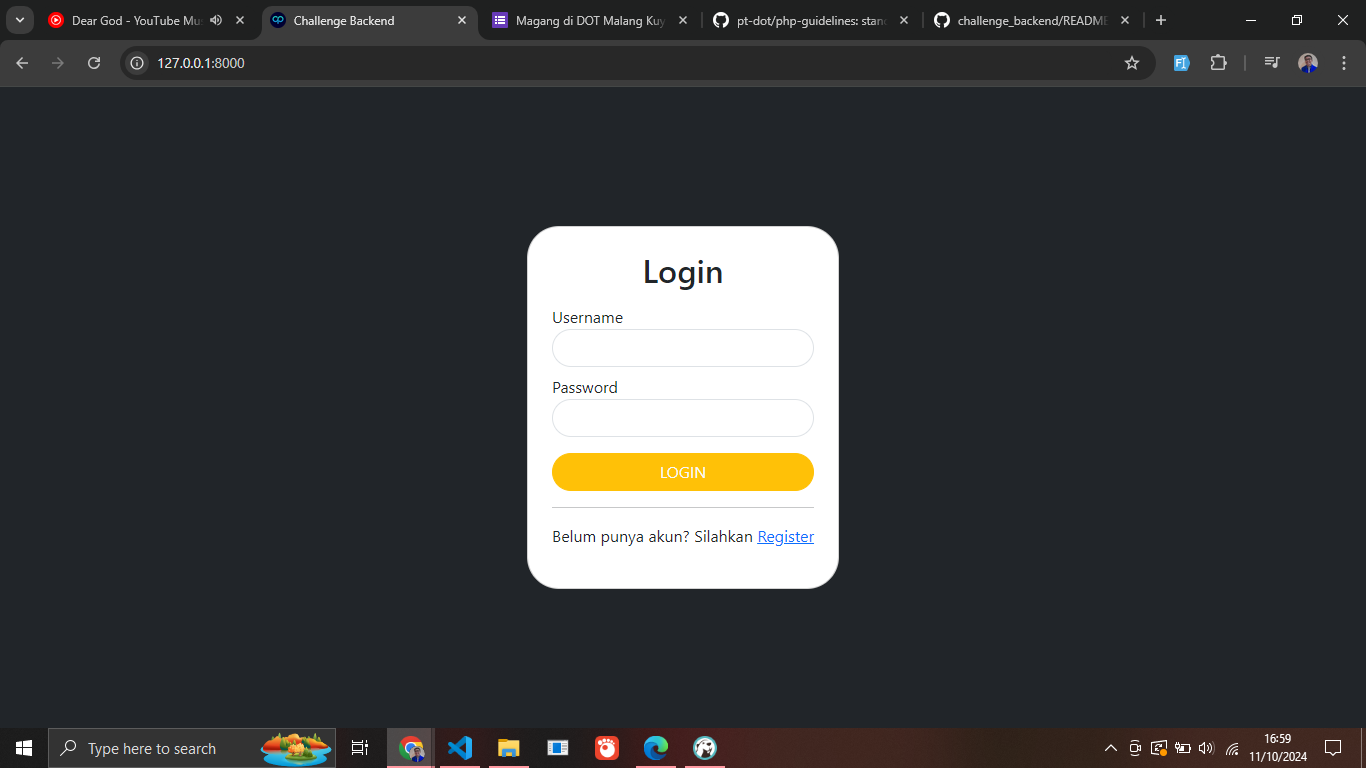 Dear God - YouTube Mus
Challenge Backend
Magang di DOT Malang Kuy
pt-dot/php-guidelines: stand
challenge_backend/README
127.0.0.1:8000
Login
Username
Password
LOGIN
Belum punya akun? Silahkan Register
Type here to search
16:59
11/10/2024